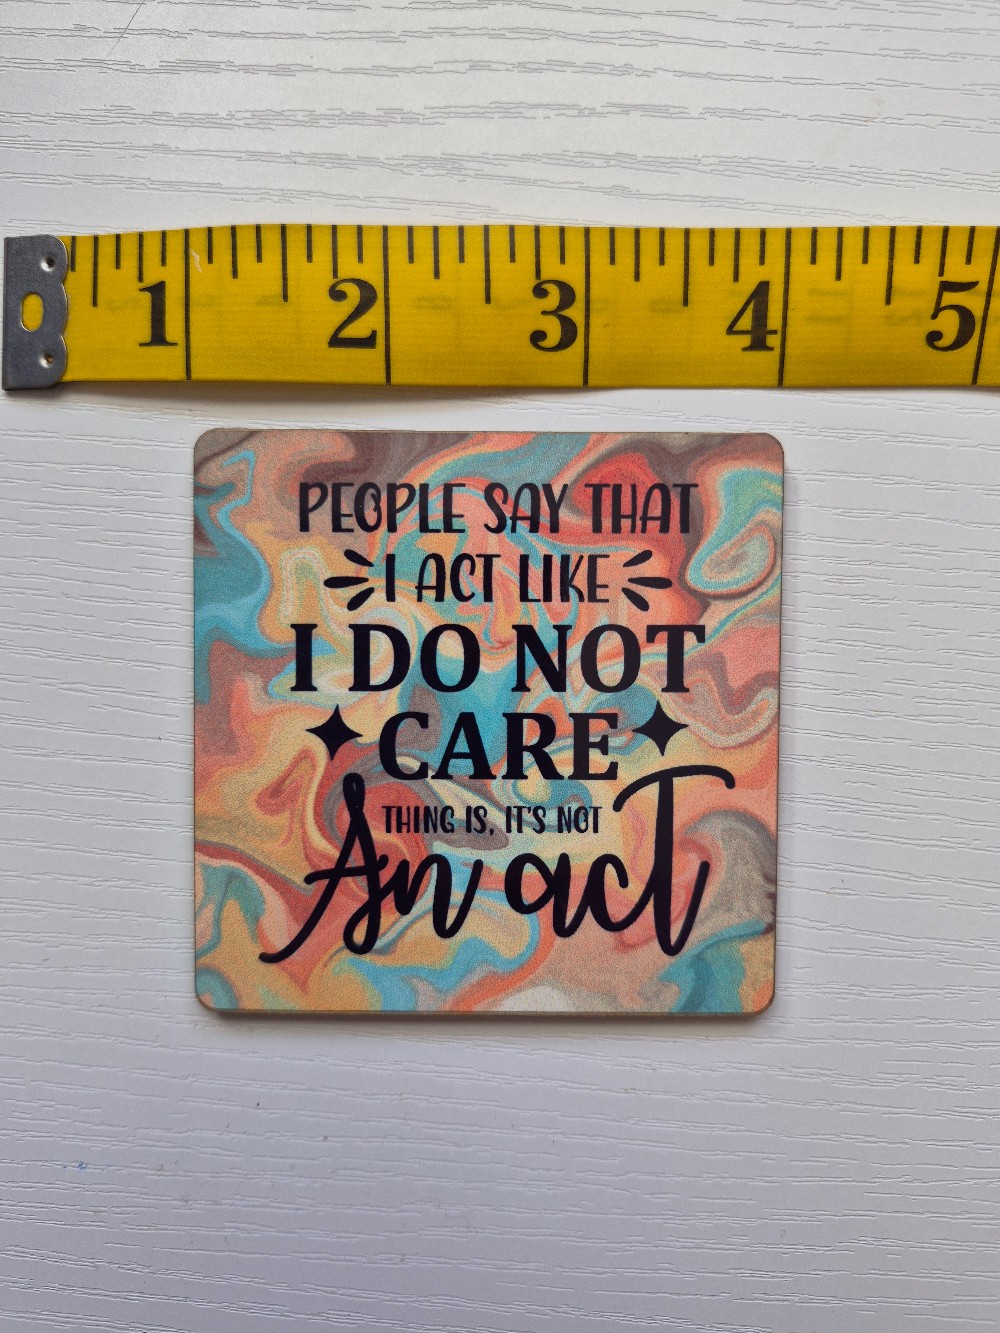 1 2 3 4 5
PEOPLE SAY THAT
I ACT LIKE
I DO NOT
CARE
THING IS, IT'S NOT
An act